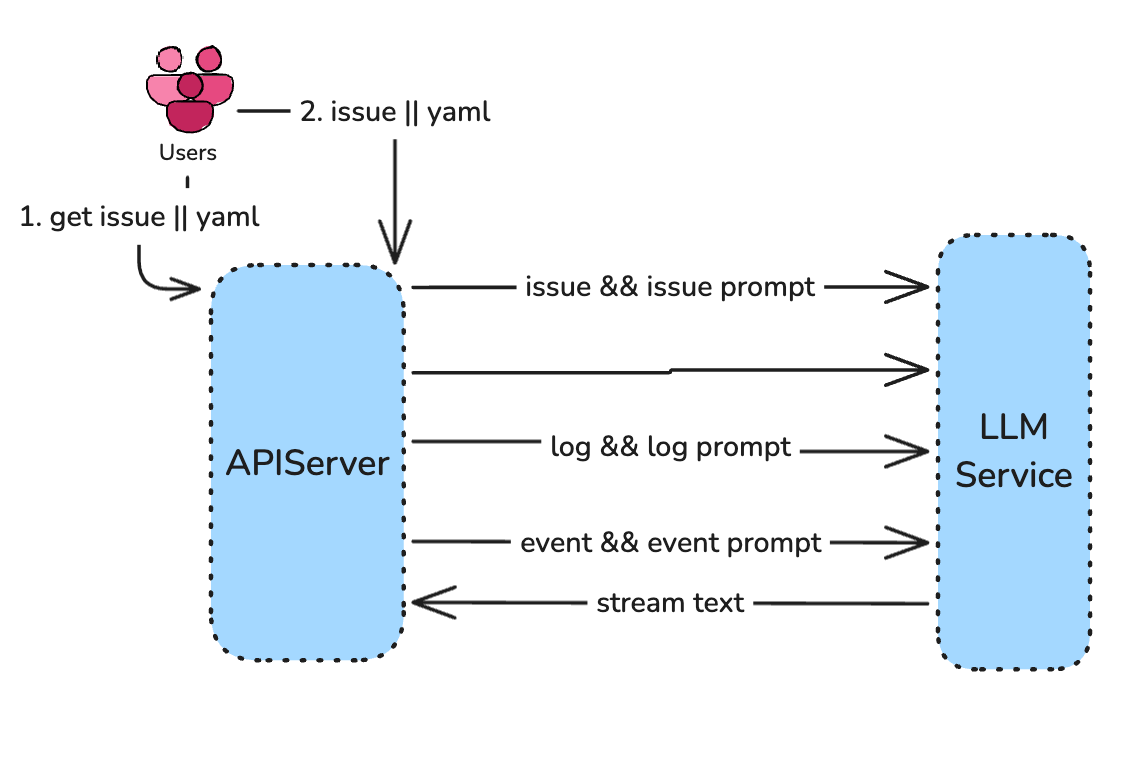 2. issue || yaml
Users
1. get issue || yaml
issue && issue prompt
log && log prompt
event && event prompt
stream text
APIServer
LLM
Service